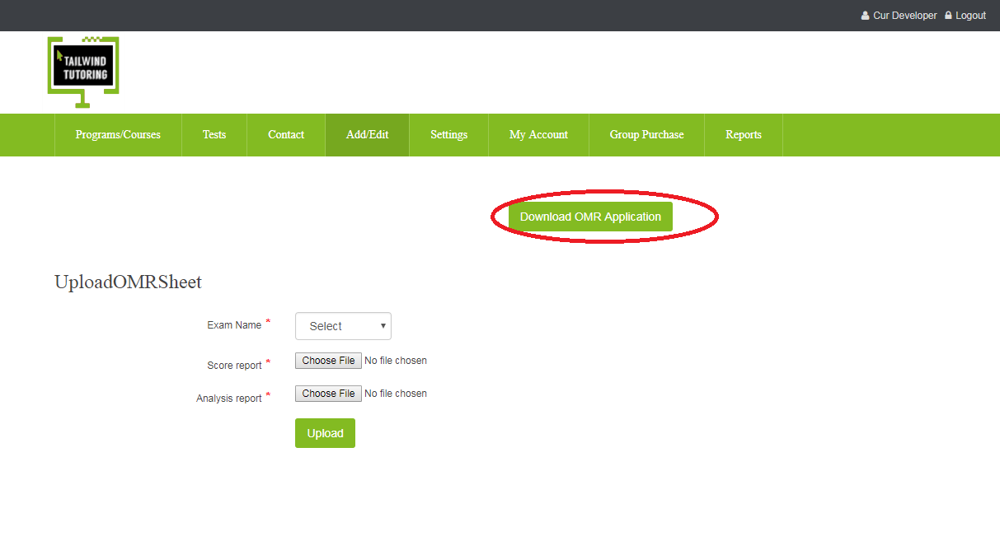 Cur Developer Logout
TAILWIND
TUTORING
Programs/Courses Tests Contact Add/Edit Settings My Account Group Purchase Reports
Download OMR Application
UploadOMRSheet
Exam Name * Select
Score report * Choose File No file chosen
Analysis report * Choose File No file chosen
Upload